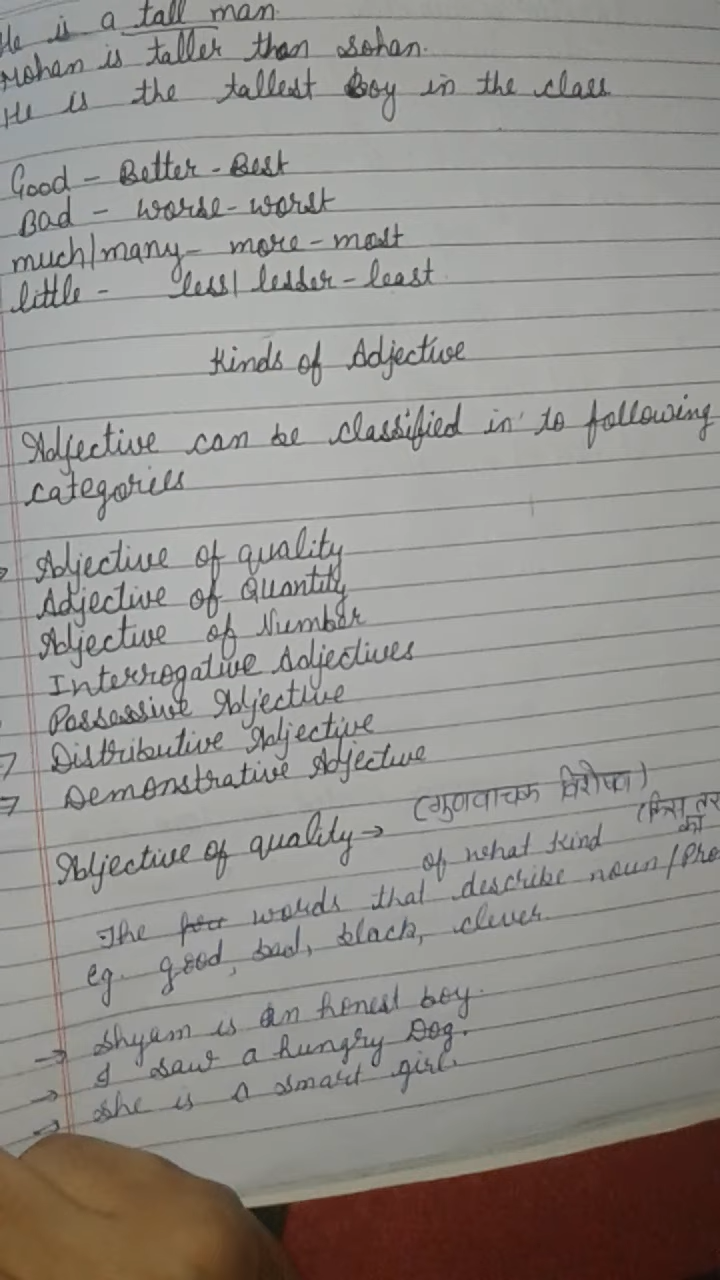 He is a tall man.
Mohan is taller than Sohan.
He is the tallest boy in the class
Good - Better - Best
Bad - worse - worst
much/many - more - most
little - less/lesser - least
Kinds of Adjective
Adjective can be classified in to following
categories
Adjective of quality
Adjective of Quantity
Adjective of Number
Interrogative Adjectives
Possessive Adjective
Distributive Adjective
Demonstrative Adjective
Adjective of quality → (गुणवाचक विशेषण)
of what kind (किस तर
का
The words that describe noun/Pro
eg. good, bad, black, clever.
→ Shyam is an honest boy.
→ I saw a hungry Dog.
→ She is a smart girl.